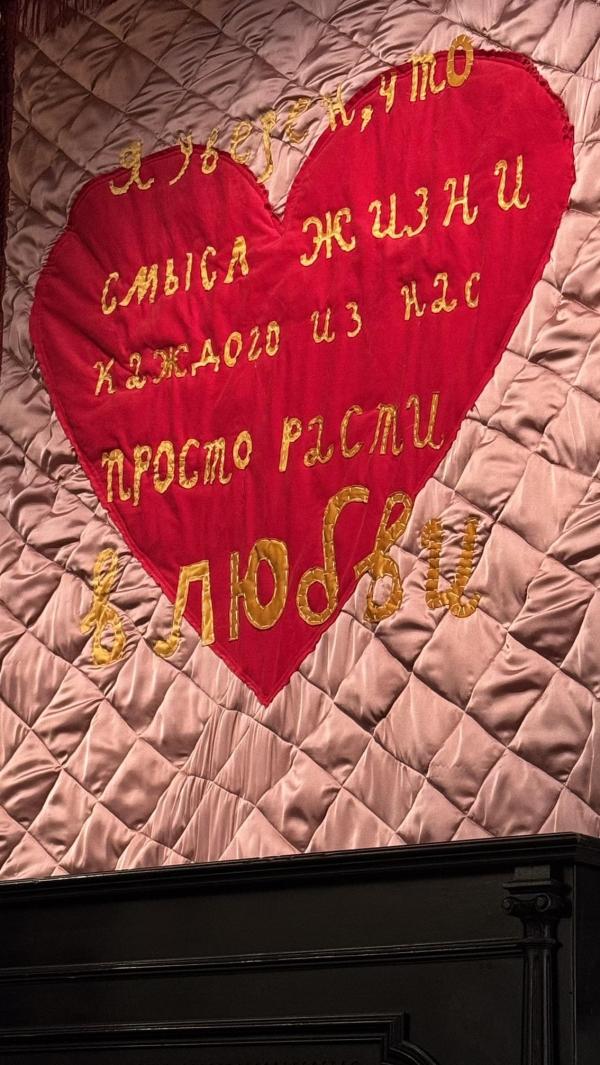 Я уверен, что
смысл жизни
каждого из нас
просто расти
в любви